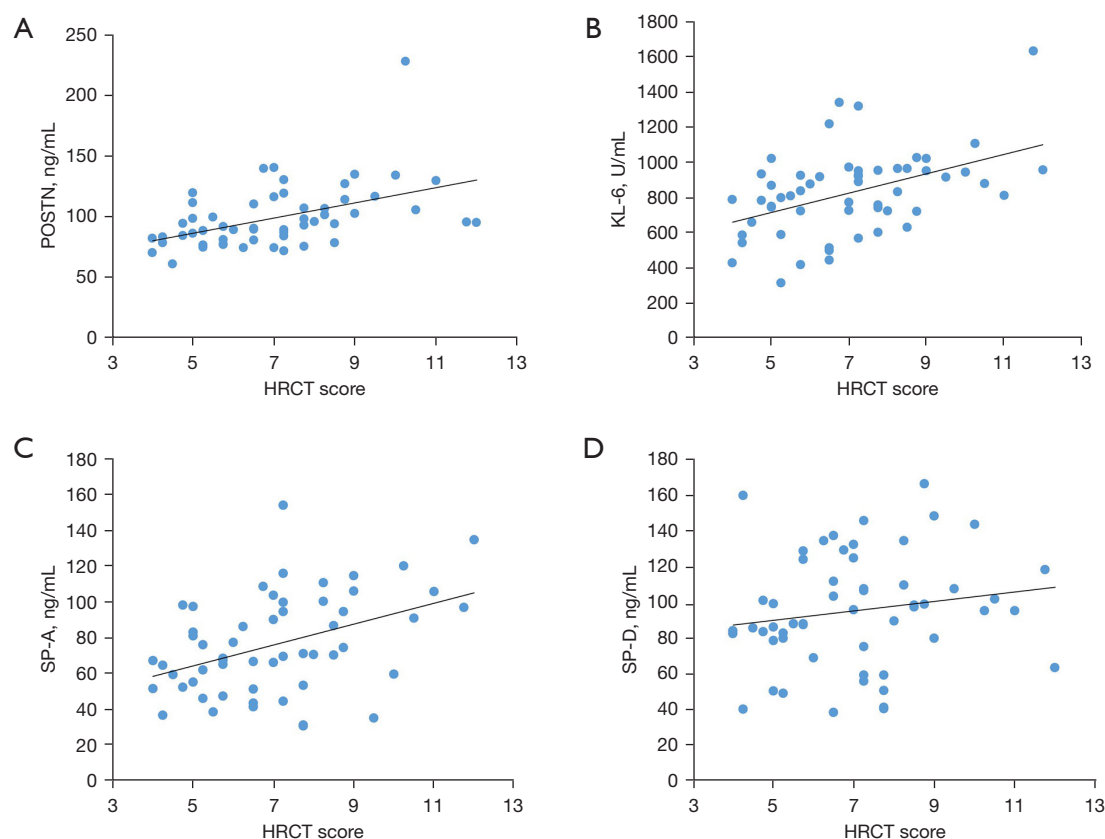 A
250
200
150
100
50
0
POSTN, ng/mL
3 5 7 9 11 13
HRCT score
B
1800
1600
1400
1200
1000
800
600
400
200
0
KL-6, U/mL
3 5 7 9 11 13
HRCT score
C
180
160
140
120
100
80
60
40
20
0
SP-A, ng/mL
3 5 7 9 11 13
HRCT score
D
180
160
140
120
100
80
60
40
20
0
SP-D, ng/mL
3 5 7 9 11 13
HRCT score